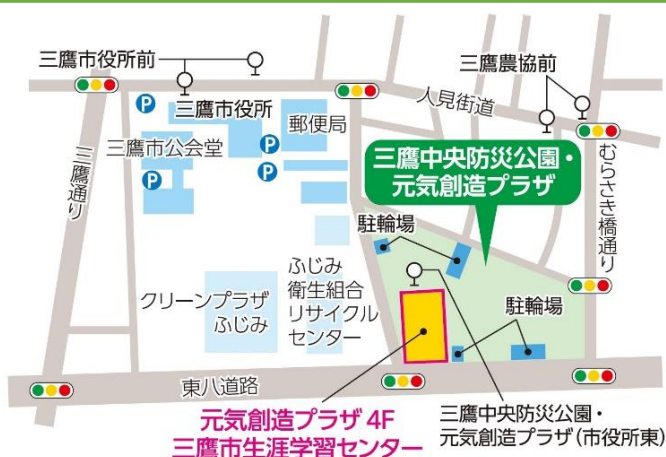 三鷹市役所前
三鷹農協前
P
三鷹市役所
郵便局
人見街道
三鷹市公会堂
P
P
P
三鷹通り
三鷹中央防災公園・
元気創造プラザ
むらさき橋通り
駐輪場
ふじみ
衛生組合
リサイクル
センター
クリーンプラザ
ふじみ
駐輪場
東八道路
元気創造プラザ 4F
三鷹市生涯学習センター
三鷹中央防災公園・
元気創造プラザ(市役所東)